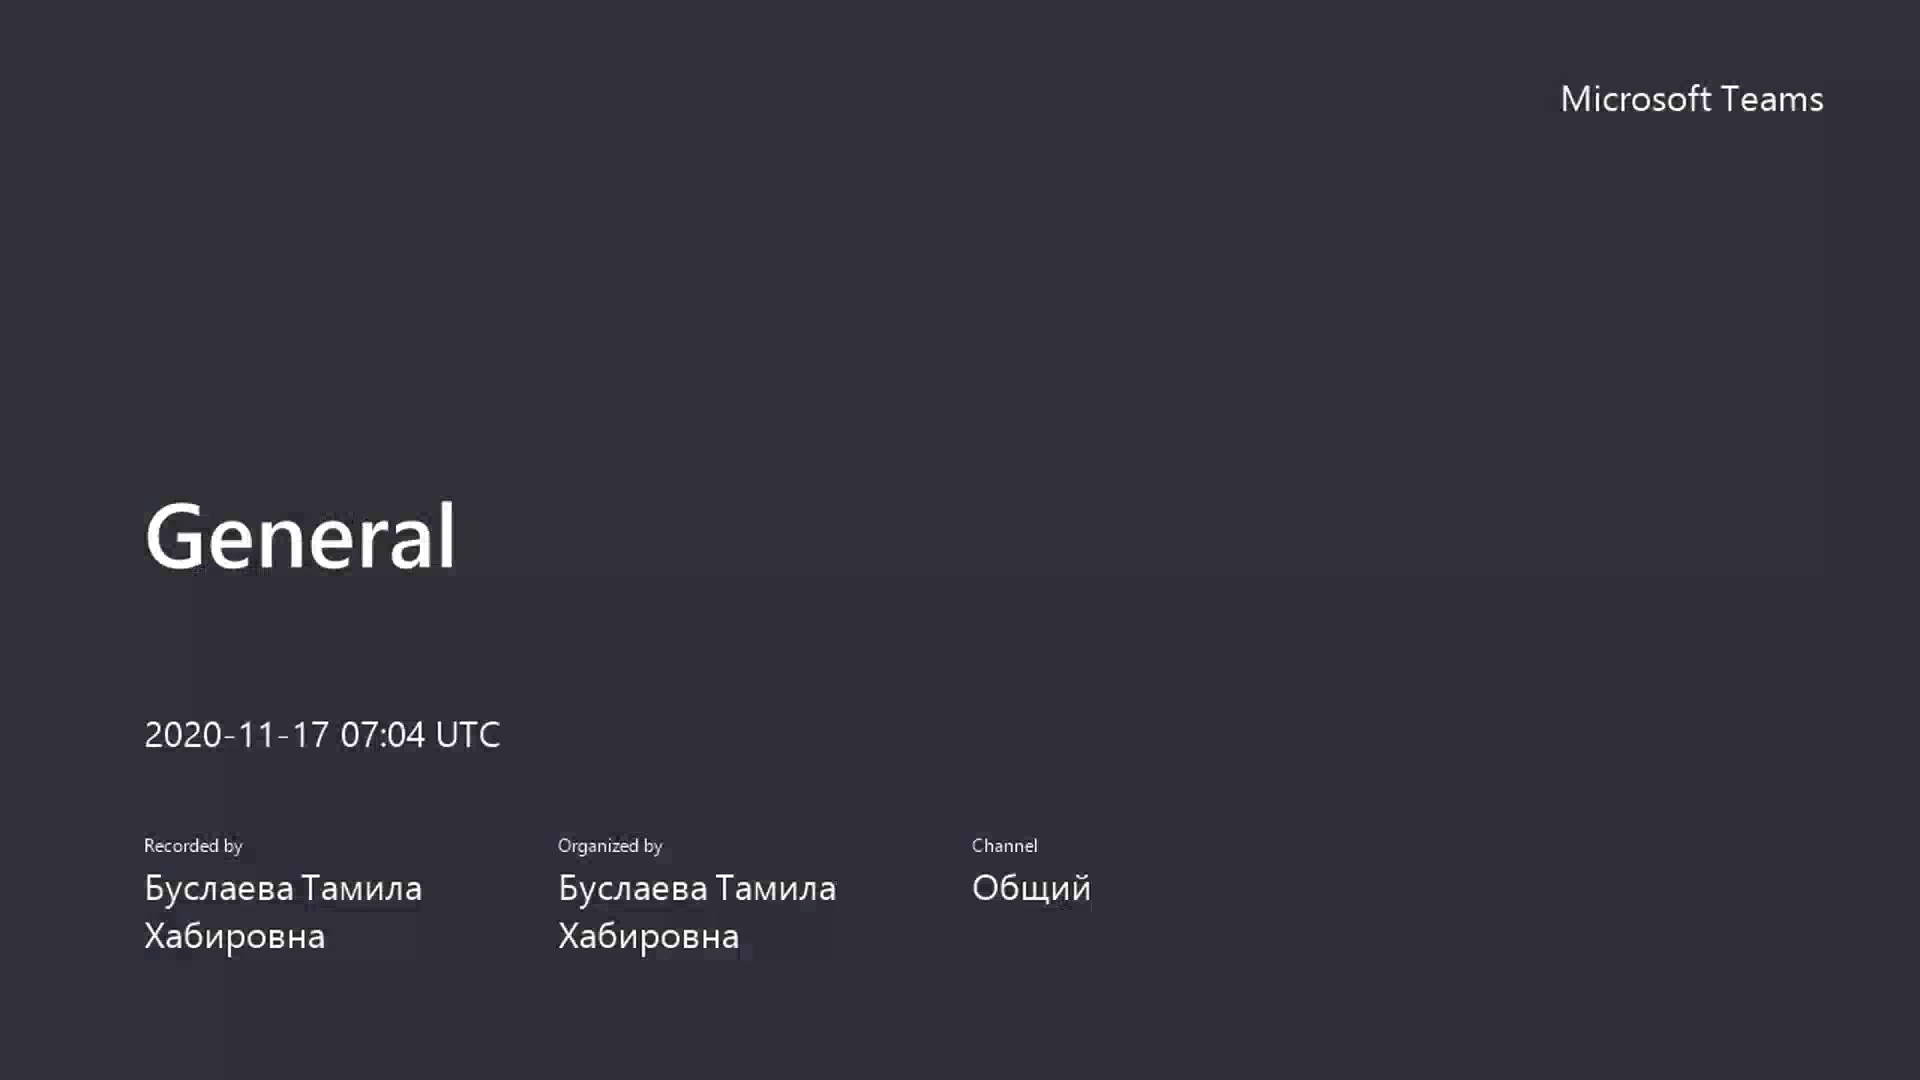 Microsoft Teams
General
2020-11-17 07:04 UTC
Recorded by
Буслаева Тамила
Хабировна
Organized by
Буслаева Тамила
Хабировна
Channel
Общий